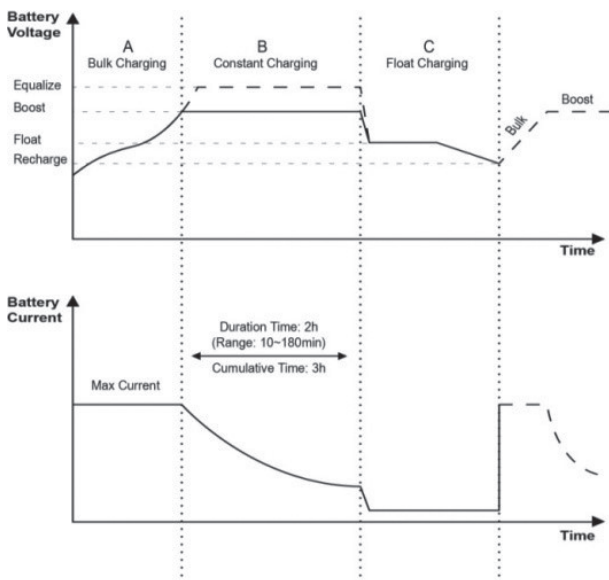 Battery
Voltage
A
B
C
Bulk Charging
Constant Charging
Float Charging
Equalize
Boost
Float
Recharge
Bulk
Boost
Time
Battery
Current
Duration Time: 2h
(Range: 10~180min)
Cumulative Time: 3h
Max Current
Time